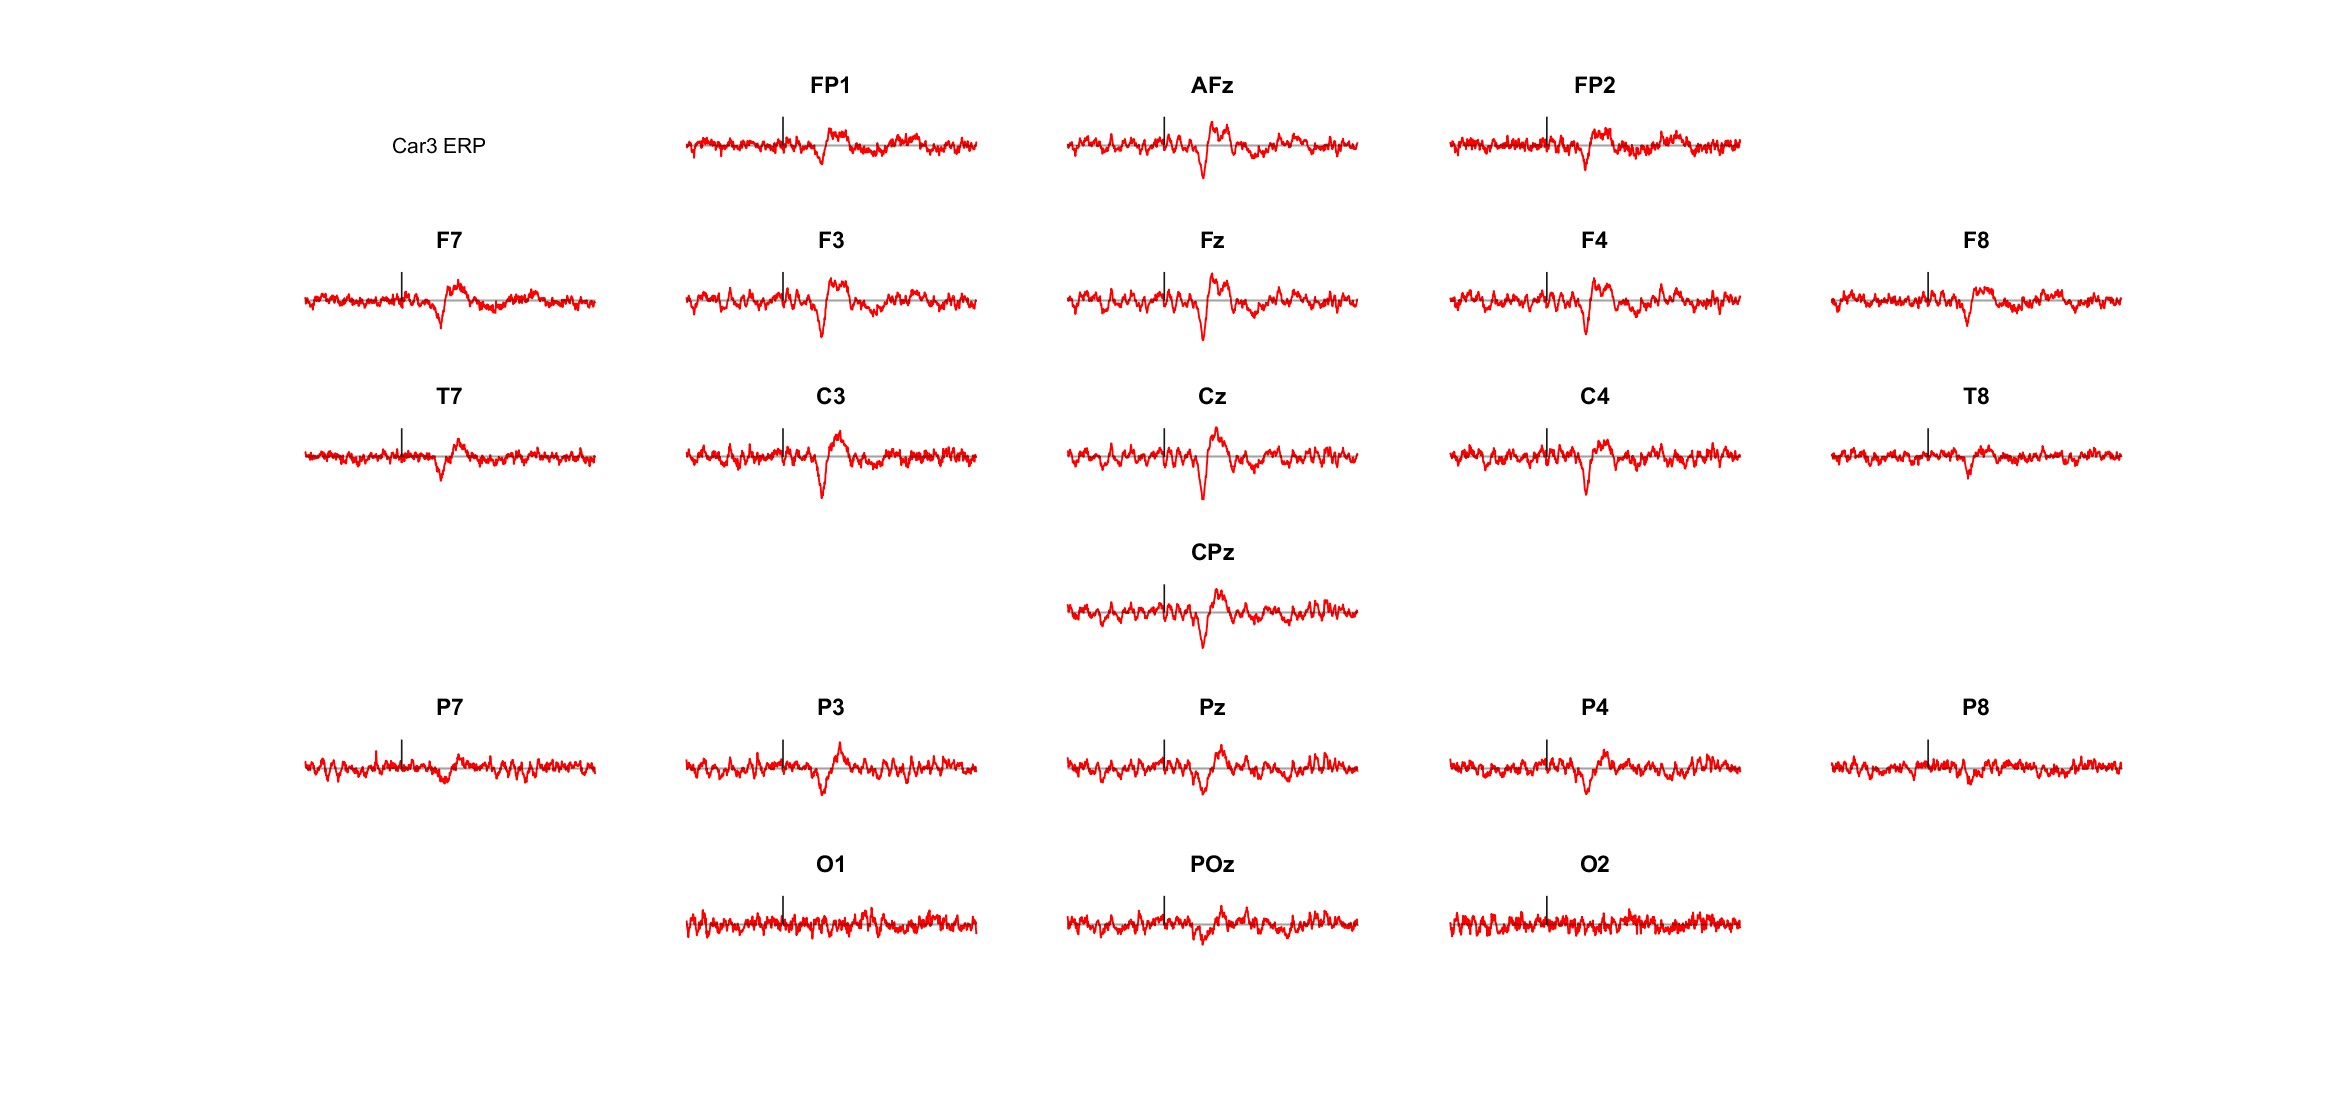 FP1 AFz FP2
Car3 ERP
F7 F3 Fz F4 F8
T7 C3 Cz C4 T8
CPz
P7 P3 Pz P4 P8
O1 POz O2